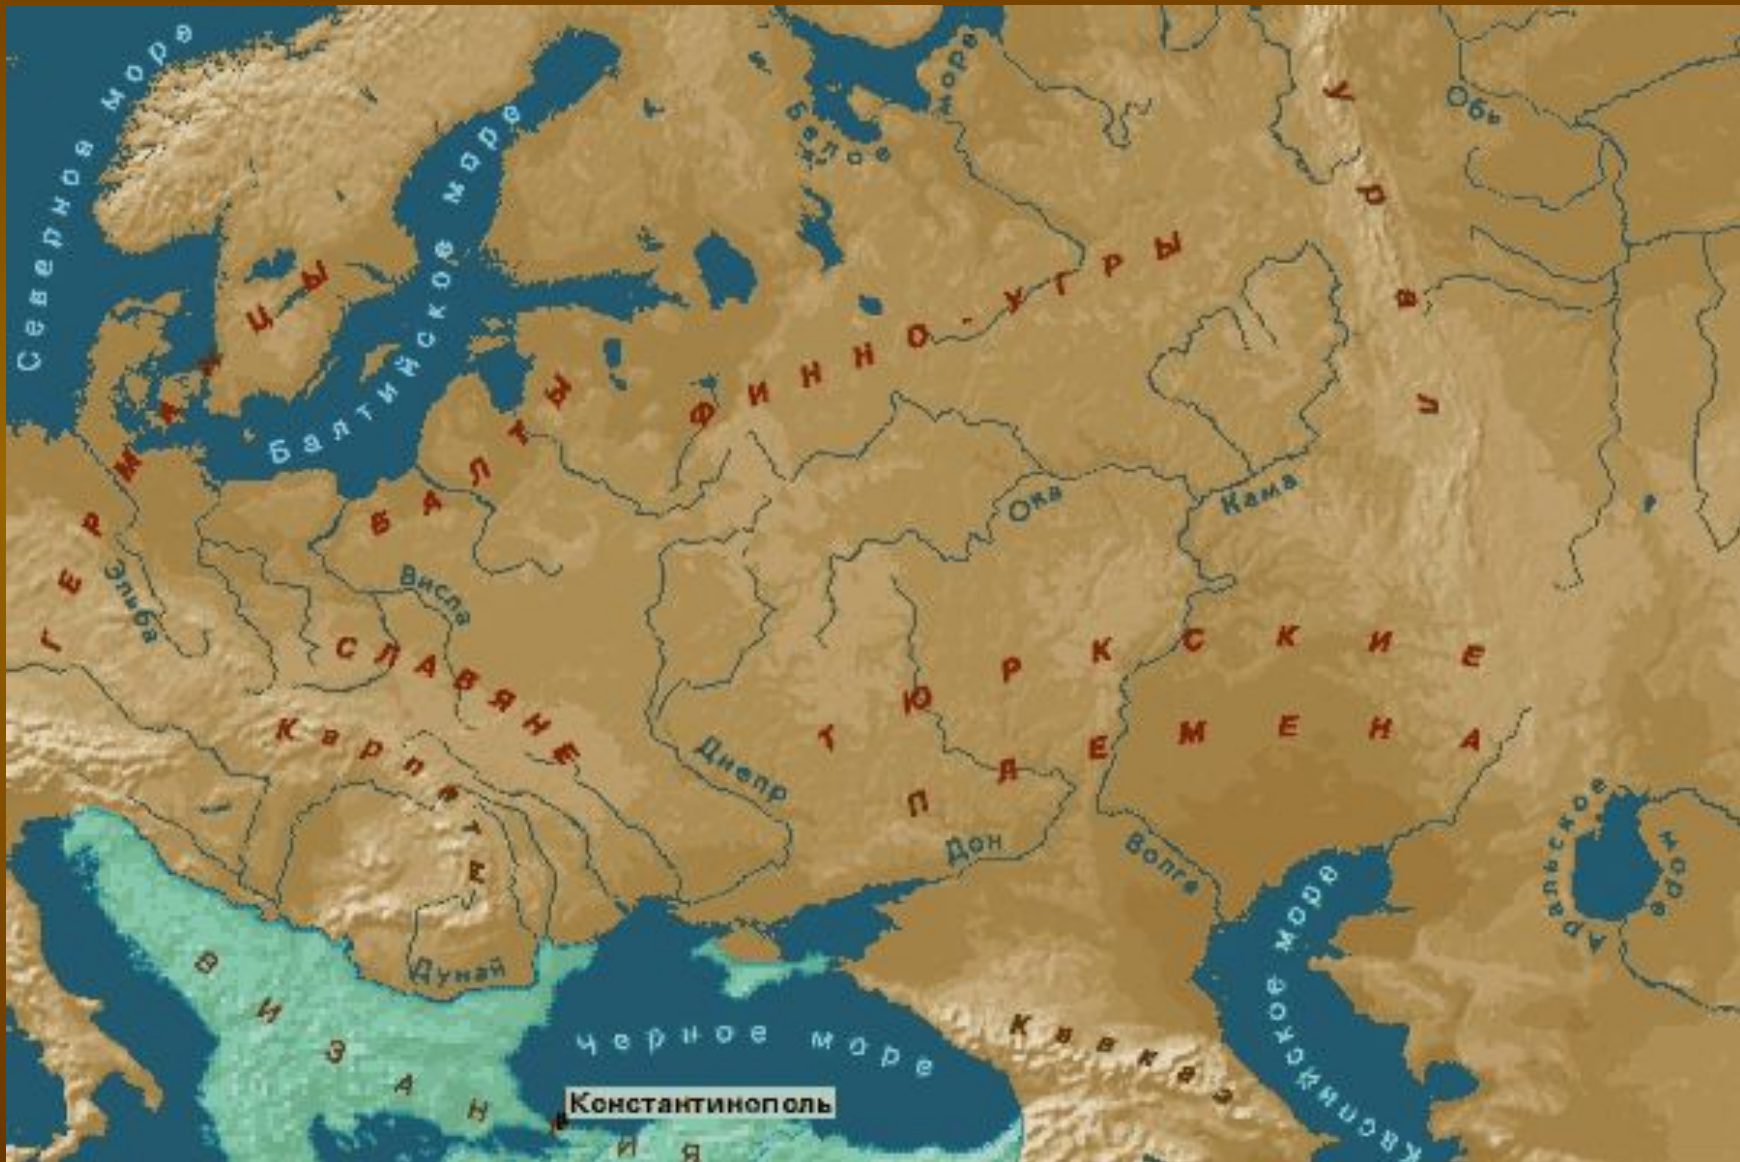 Северное море
Балтийское море
Белое
море
Обь
Урал
ГЕРМАНЦЫ
БАЛТЫ
ФИННО-УГРЫ
Эльба
Висла
Ока
Кама
СЛАВЯНЕ
Карпаты
Днепр
ТЮРКСКИЕ
ПЛЕМЕНА
Дон
Волга
Аральское
море
Дунай
Каспийское море
ВИЗАНТИЯ
Черное море
Кавказ
Константинополь